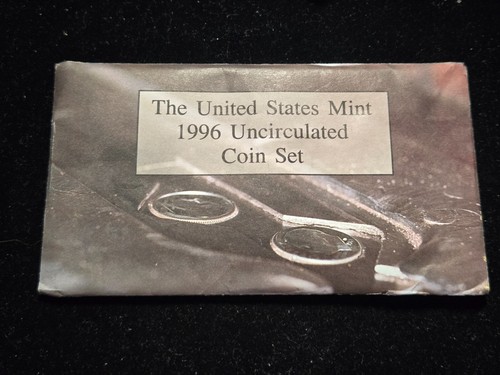 The United States Mint
1996 Uncirculated
Coin Set